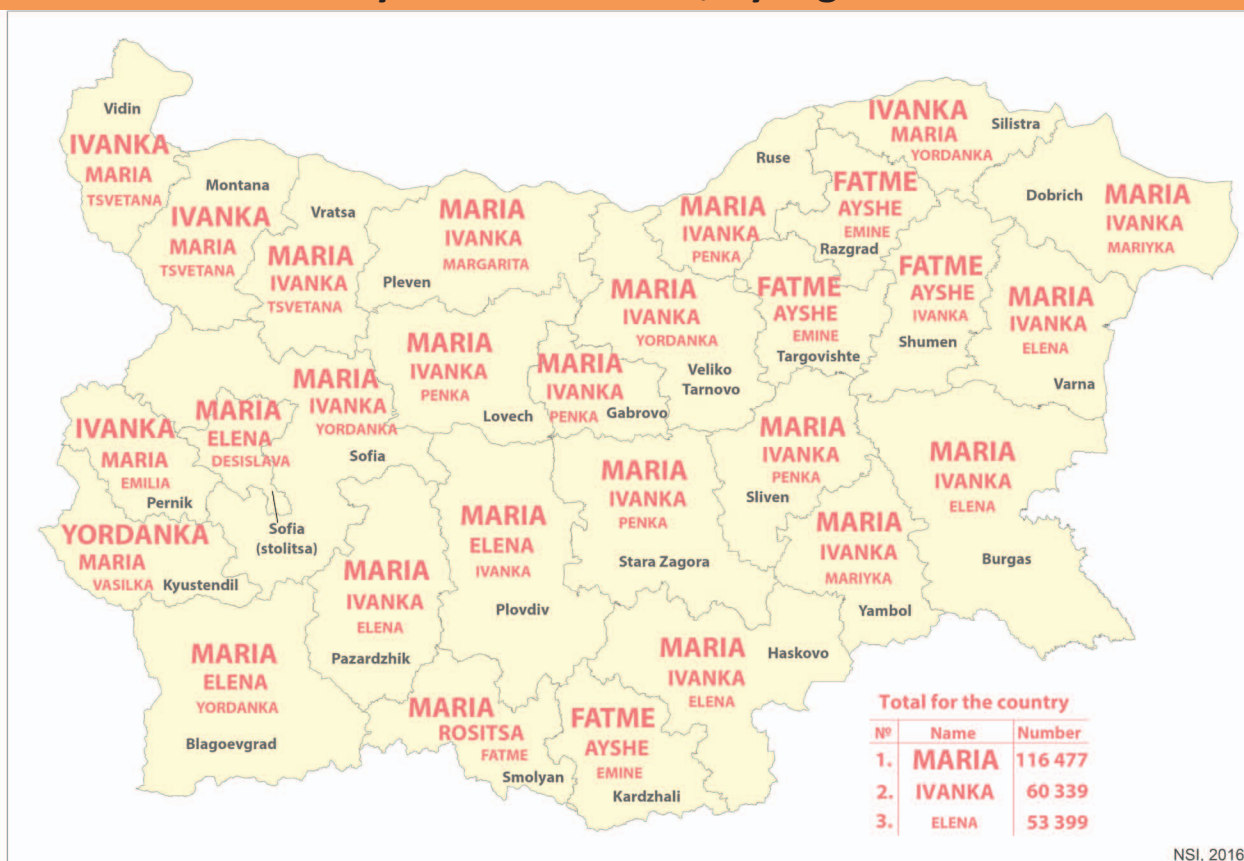 Vidin
IVANKA
MARIA
TSVETANA
Montana
IVANKA
MARIA
TSVETANA
Vratsa
MARIA
IVANKA
TSVETANA
MARIA
IVANKA
MARGARITA
Pleven
Ruse
MARIA
IVANKA
PENKA
IVANKA
MARIA
YORDANKA
Silistra
FATME
AYSHE
EMINE
Razgrad
Dobrich
MARIA
IVANKA
MARIYKA
MARIA
IVANKA
YORDANKA
Veliko
Tarnovo
FATME
AYSHE
EMINE
Targovishte
FATME
AYSHE
IVANKA
Shumen
MARIA
IVANKA
ELENA
Varna
MARIA
IVANKA
PENKA
Lovech
MARIA
IVANKA
PENKA
Gabrovo
MARIA
IVANKA
YORDANKA
Sofia
MARIA
ELENA
DESISLAVA
Sofia
(stolitsa)
IVANKA
MARIA
EMILIA
Pernik
YORDANKA
MARIA
VASILKA
Kyustendil
MARIA
IVANKA
ELENA
Pazardzhik
MARIA
ELENA
IVANKA
Plovdiv
MARIA
IVANKA
PENKA
Stara Zagora
MARIA
IVANKA
PENKA
Sliven
MARIA
IVANKA
MARIYKA
Yambol
MARIA
IVANKA
ELENA
Burgas
MARIA
ELENA
YORDANKA
Blagoevgrad
MARIA
ROSITSA
FATME
Smolyan
FATME
AYSHE
EMINE
Kardzhali
MARIA
IVANKA
ELENA
Haskovo
Total for the country
№ Name Number
1. MARIA 116 477
2. IVANKA 60 339
3. ELENA 53 399
NSI, 2016